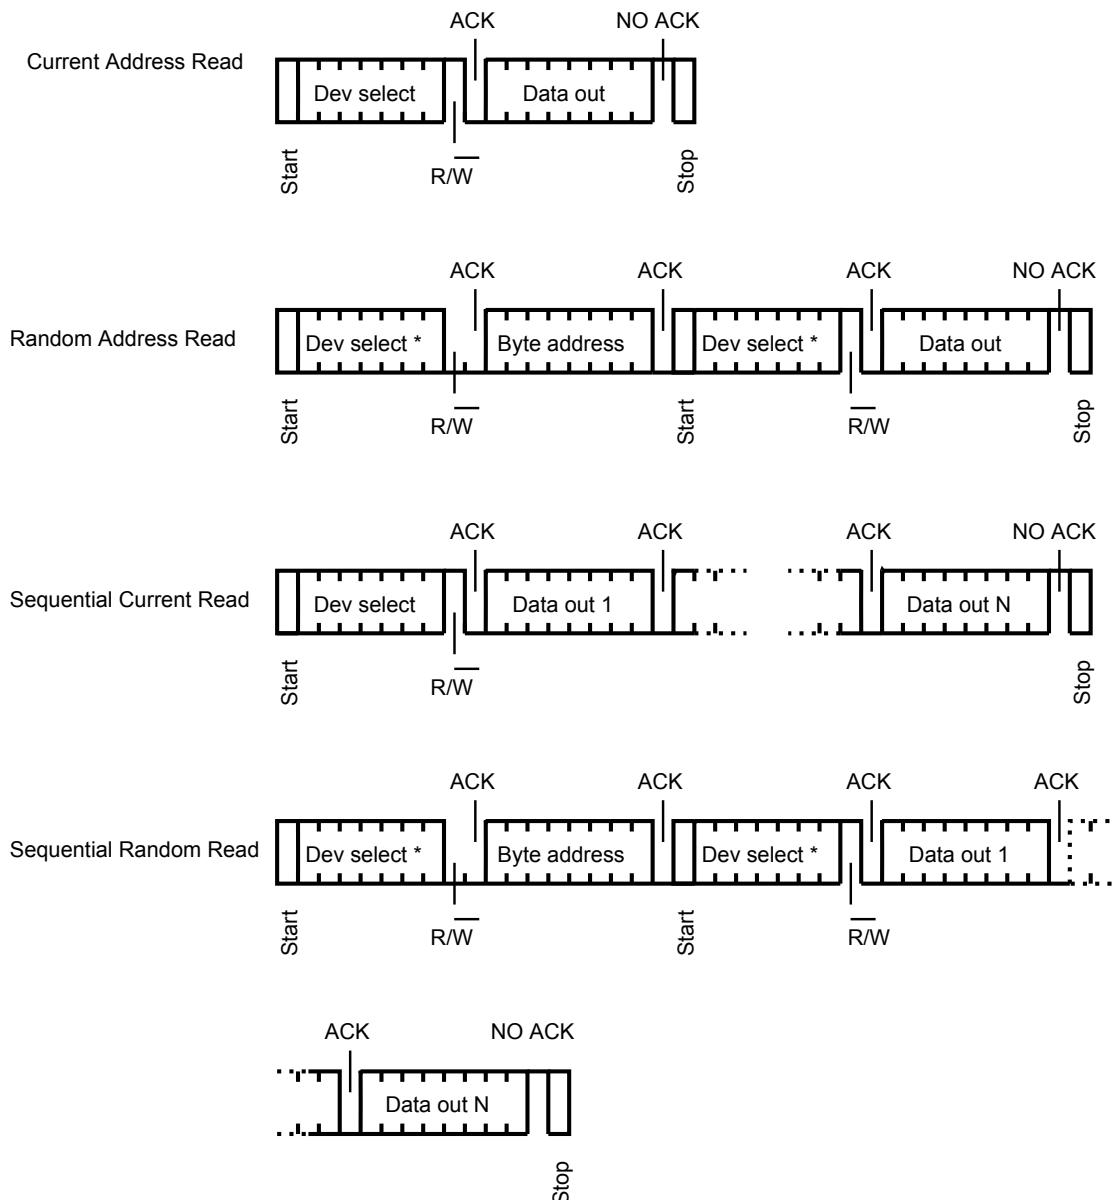 ACK NO ACK
Current Address Read
Dev select Data out
Start R/W̅ Stop
ACK ACK ACK NO ACK
Random Address Read
Dev select * Byte address Dev select * Data out
Start R/W̅ Start R̅/W Stop
ACK ACK ACK NO ACK
Sequential Current Read
Dev select Data out 1 Data out N
Start R/W̅ Stop
ACK ACK ACK ACK
Sequential Random Read
Dev select * Byte address Dev select * Data out 1
Start R/W̅ Start R̅/W
ACK NO ACK
Data out N
Stop